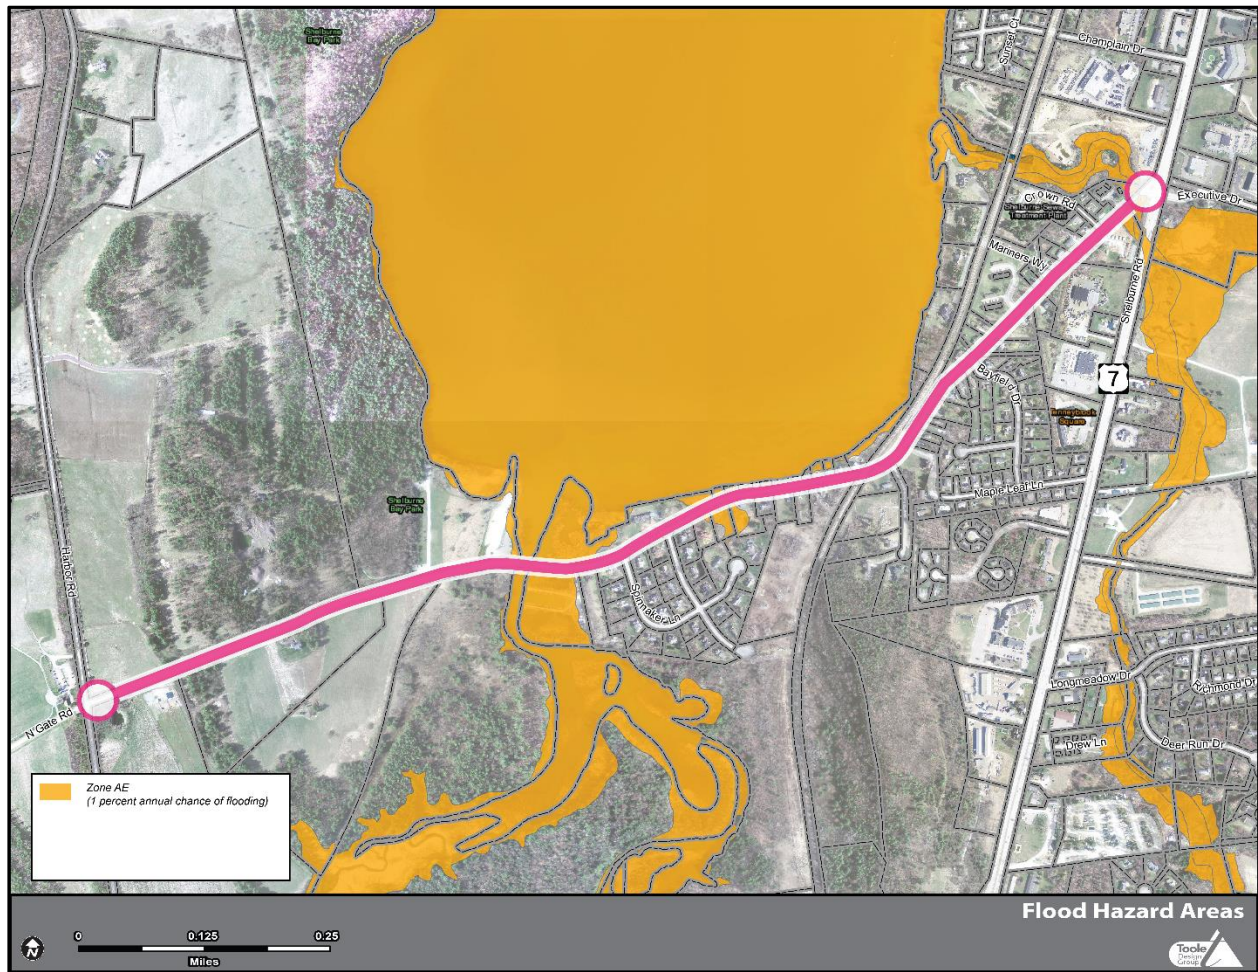 Shelburne
Bay Park
Sunset Ct
Champlain Dr
Crown Rd
Executive Dr
Shelburne Sewer
Treatment Plant
Mariners Wy
Shelburne Rd
7
Bayfield Dr
Tenneybrook
Square
Maple Leaf Ln
Shelburne
Bay Park
Harbor Rd
Spinnaker Ln
Longmeadow Dr
Richmond Dr
N Gate Rd
Drew Ln
Deer Run Dr
Zone AE
(1 percent annual chance of flooding)
Flood Hazard Areas
N
0 0.125 0.25
Miles
Toole
Design
Group